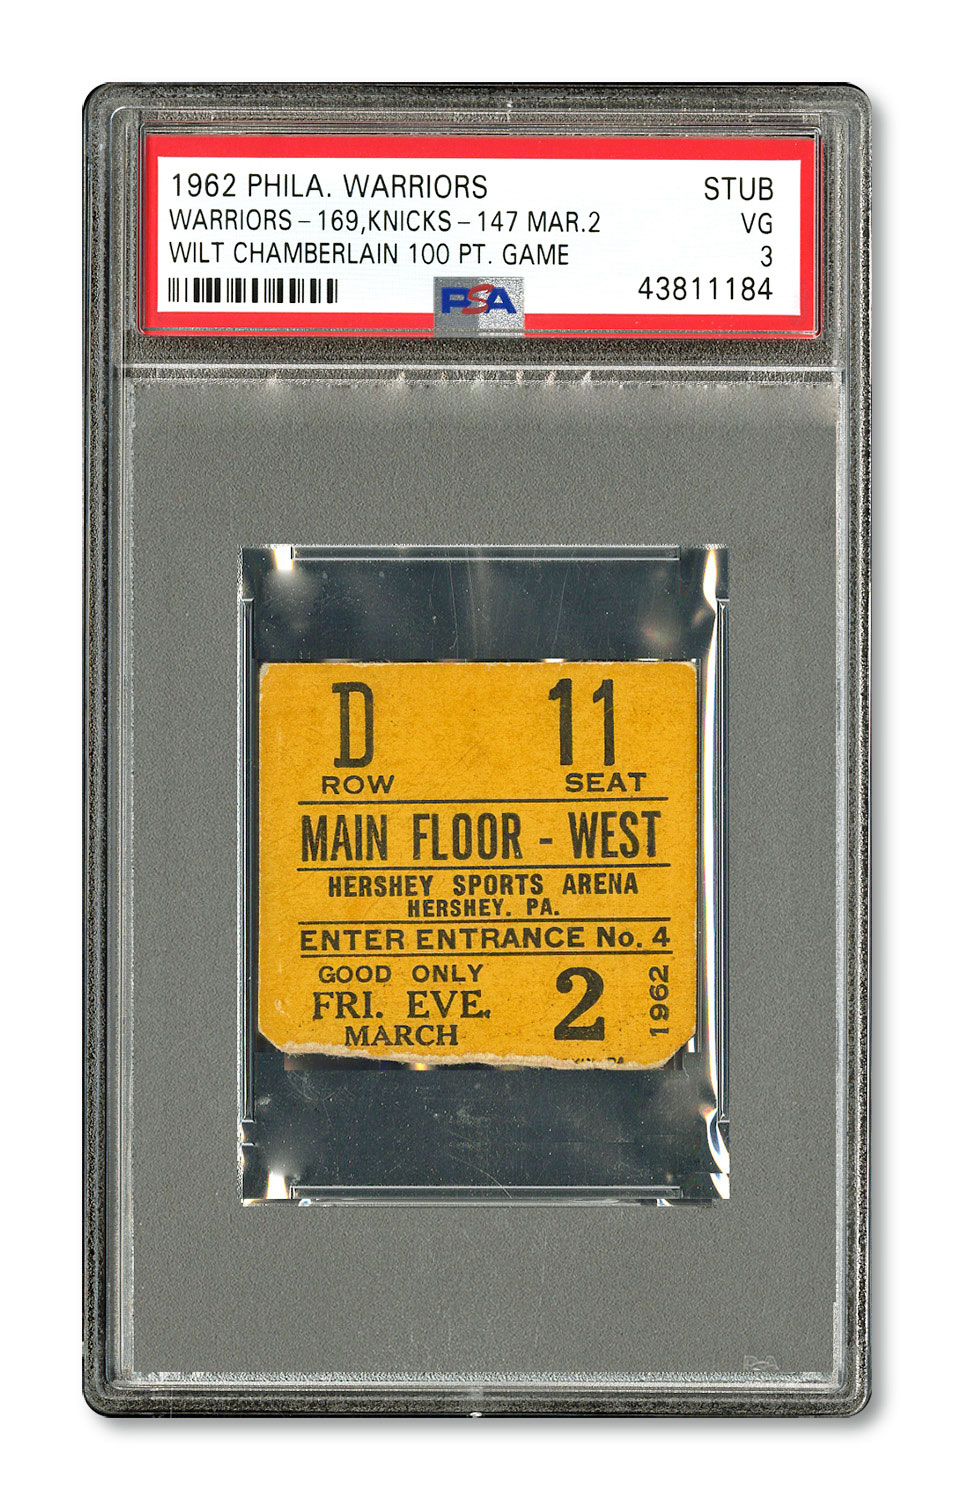 1962 PHILA. WARRIORS STUB
WARRIORS - 169,KNICKS - 147 MAR.2 VG
WILT CHAMBERLAIN 100 PT. GAME 3
43811184
PSA
D 11
ROW SEAT
MAIN FLOOR - WEST
HERSHEY SPORTS ARENA
HERSHEY. PA.
ENTER ENTRANCE No. 4
GOOD ONLY
FRI. EVE.
MARCH
2
1962
PSA